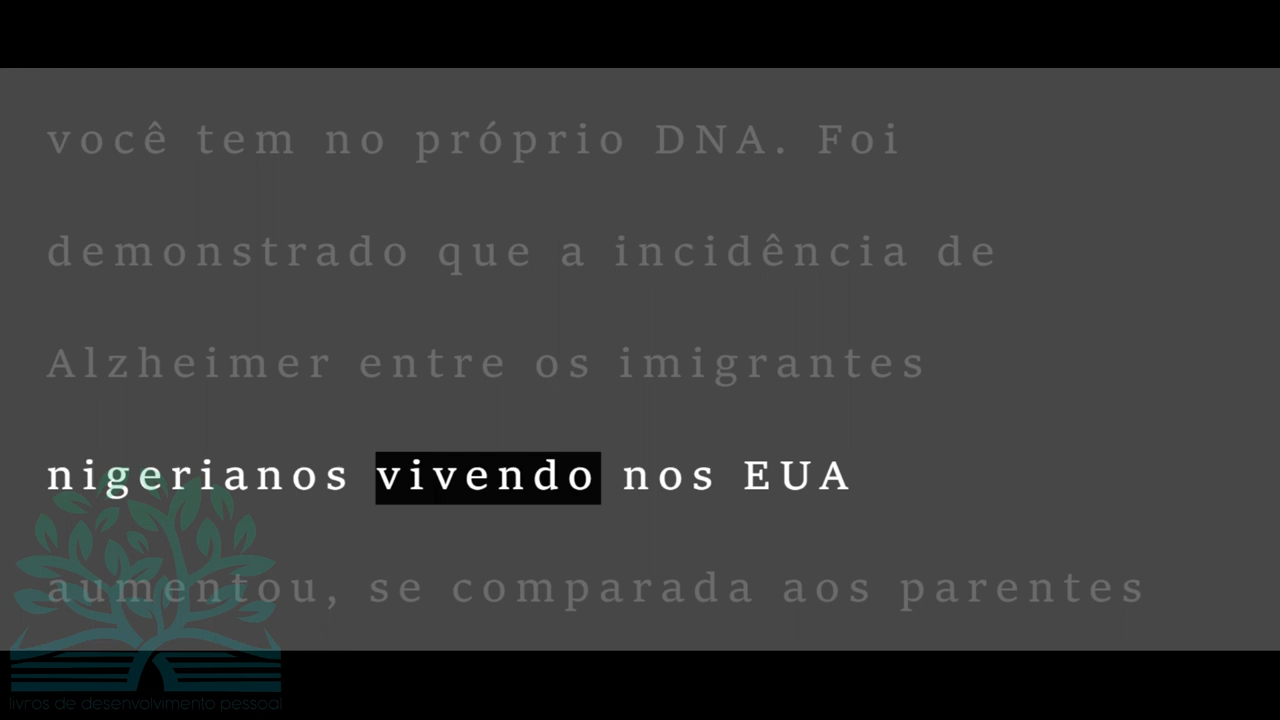 você tem no próprio DNA. Foi
demonstrado que a incidência de
Alzheimer entre os imigrantes
nigerianos vivendo nos EUA
aumentou, se comparada aos parentes
livros de desenvolvimento pessoal